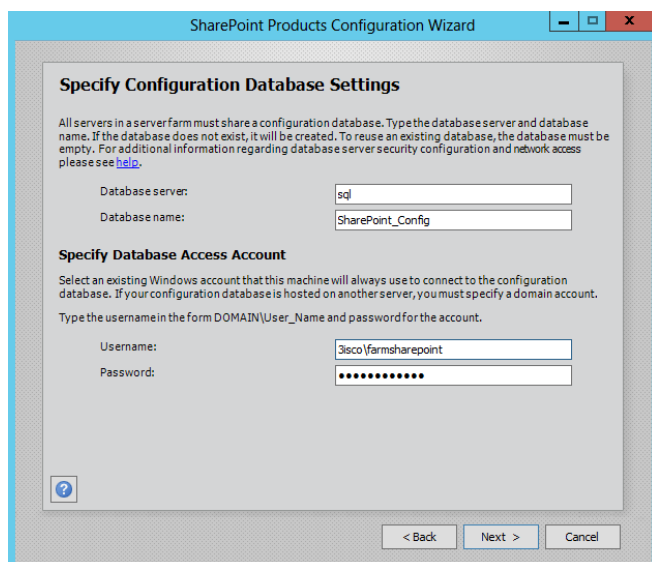 SharePoint Products Configuration Wizard
Specify Configuration Database Settings
All servers in a server farm must share a configuration database. Type the database server and database
name. If the database does not exist, it will be created. To reuse an existing database, the database must be
empty. For additional information regarding database server security configuration and network access
please see help.
Database server: sql
Database name: SharePoint_Config
Specify Database Access Account
Select an existing Windows account that this machine will always use to connect to the configuration
database. If your configuration database is hosted on another server, you must specify a domain account.
Type the username in the form DOMAIN\User_Name and password for the account.
Username: 3isco\farmsharepoint
Password: ●●●●●●●●●●●●
< Back Next > Cancel